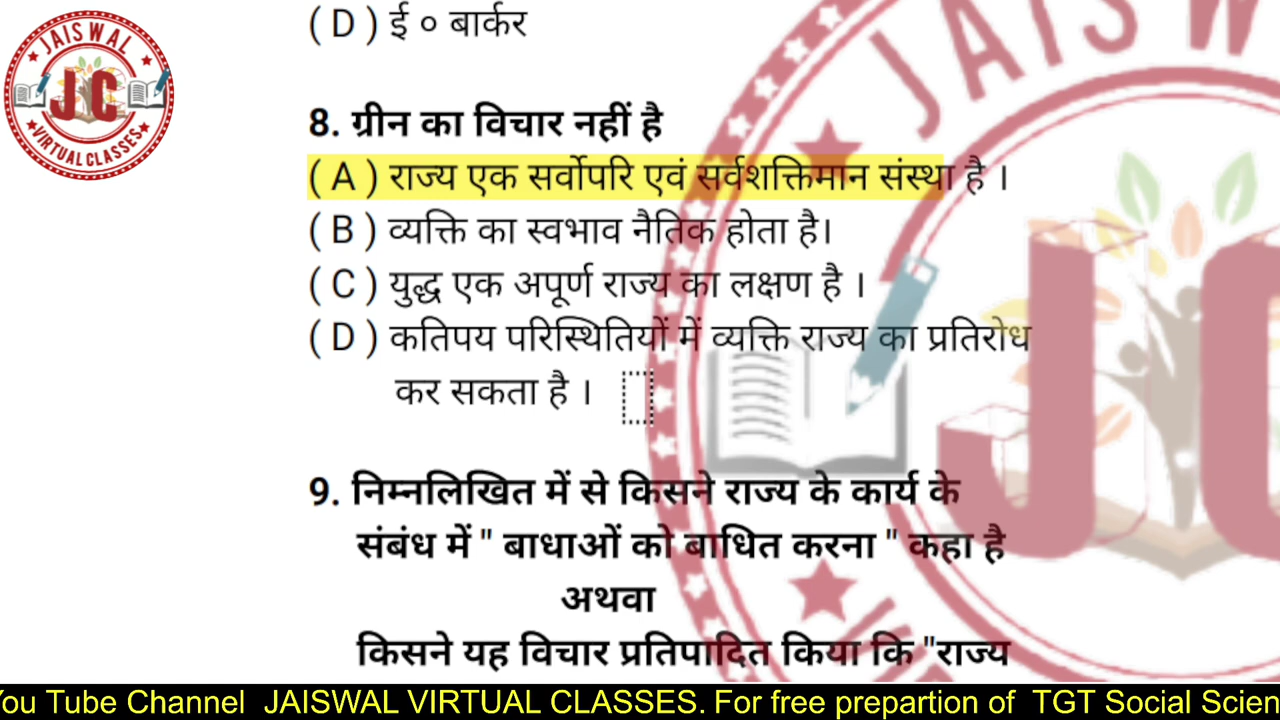 ( D ) ई ० बार्कर
JAISWAL
JC
VIRTUAL CLASSES
JAISW
8. ग्रीन का विचार नहीं है
( A ) राज्य एक सर्वोपरि एवं सर्वशक्तिमान संस्था है ।
( B ) व्यक्ति का स्वभाव नैतिक होता है।
( C ) युद्ध एक अपूर्ण राज्य का लक्षण है ।
( D ) कतिपय परिस्थितियों में व्यक्ति राज्य का प्रतिरोध
कर सकता है ।
9. निम्नलिखित में से किसने राज्य के कार्य के
संबंध में " बाधाओं को बाधित करना " कहा है
अथवा
किसने यह विचार प्रतिपादित किया कि "राज्य
You Tube Channel JAISWAL VIRTUAL CLASSES. For free prepartion of TGT Social Scien